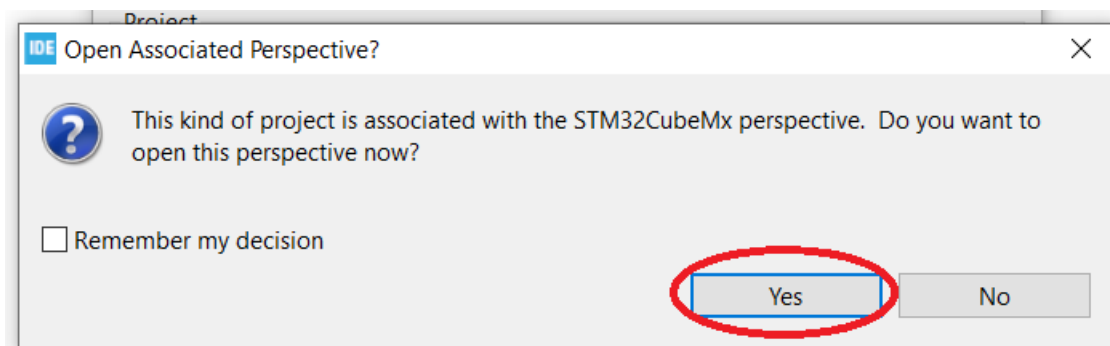 Project
IDE Open Associated Perspective?
This kind of project is associated with the STM32CubeMx perspective. Do you want to
open this perspective now?
Remember my decision
Yes No